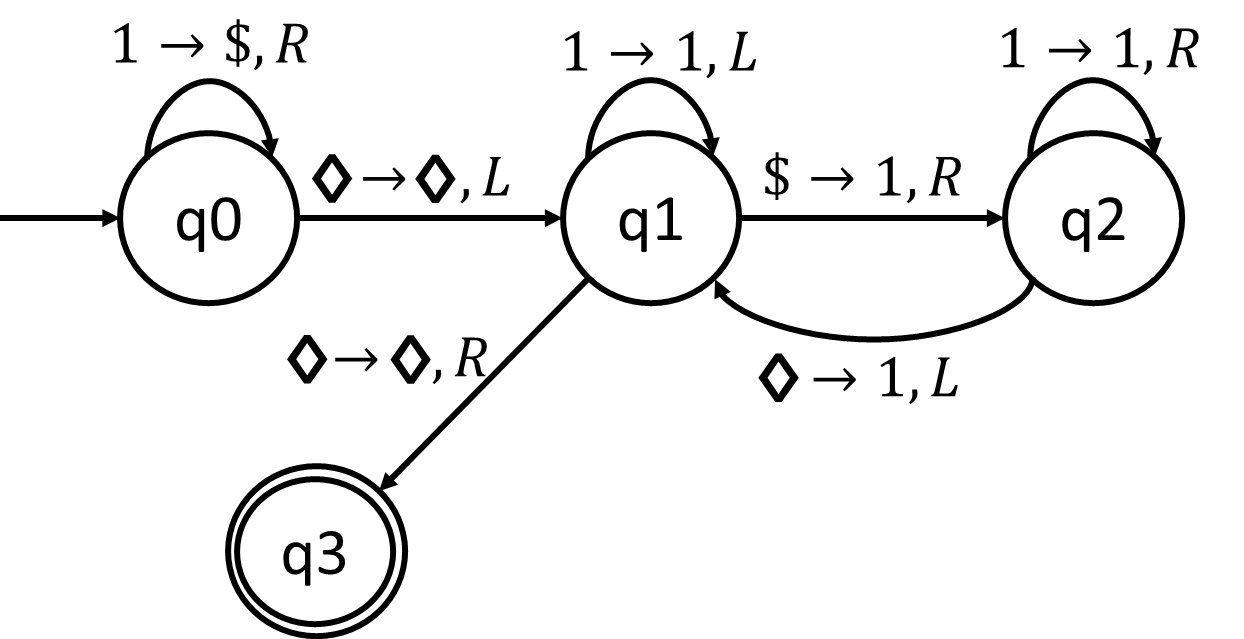 1 → $, R
1 → 1, L
1 → 1, R
◊ → ◊, L
$ → 1, R
q0
q1
q2
◊ → ◊, R
◊ → 1, L
q3